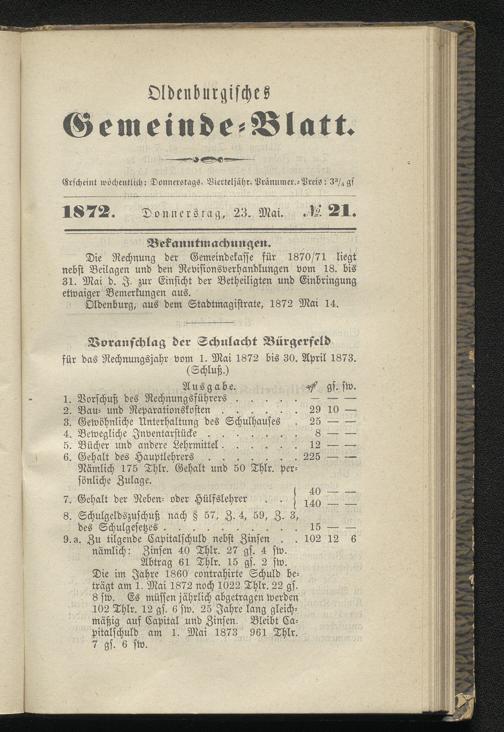 Oldenburgisches
Gemeinde-Blatt.
Erscheint wöchentlich: Donnerstags. Vierteljähr. Pränumer.-Preis: 3¾ gs
1872. Donnerstag, 23. Mai. № 21.
Bekanntmachungen.
Die Rechnung der Gemeindekasse für 1870/71 liegt
nebst Beilagen und den Revisionsverhandlungen vom 18. bis
31. Mai d. J. zur Einsicht der Betheiligten und Einbringung
etwaiger Bemerkungen aus.
Oldenburg, aus dem Stadtmagistrate, 1872 Mai 14.
Voranschlag der Schulacht Bürgerfeld
für das Rechnungsjahr vom 1. Mai 1872 bis 30. April 1873.
(Schluß.)
Ausgabe. ₰ gs. sw.
1. Vorschuß des Rechnungsführers . . . . . — — —
2. Bau- und Reparationskosten . . . . . . 29 10 —
3. Gewöhnliche Unterhaltung des Schulhauses . 25 — —
4. Bewegliche Inventarstücke . . . . . . . 8 — —
5. Bücher und andere Lehrmittel . . . . . . 12 — —
6. Gehalt des Hauptlehrers . . . . . . . 225 — —
Nämlich 175 Thlr. Gehalt und 50 Thlr. per-
sönliche Zulage.
7. Gehalt der Neben- oder Hülfslehrer . . { 40 — —
140 — —
8. Schulgeldszuschuß nach § 57, Z. 4, 59, Z. 3,
des Schulgesetzes . . . . . . . . . 15 — —
9. a. Zu tilgende Capitalschuld nebst Zinsen . . 102 12 6
nämlich: Zinsen 40 Thlr. 27 gs. 4 sw.
Abtrag 61 Thlr. 15 gs. 2 sw.
Die im Jahre 1860 contrahirte Schuld be-
trägt am 1. Mai 1872 noch 1022 Thlr. 22 gs.
8 sw. Es müssen jährlich abgetragen werden
102 Thlr. 12 gs. 6 sw. 25 Jahre lang gleich-
mäßig auf Capital und Zinsen. Bleibt Ca-
pitalschuld am 1. Mai 1873 961 Thlr.
7 gs. 6 sw.